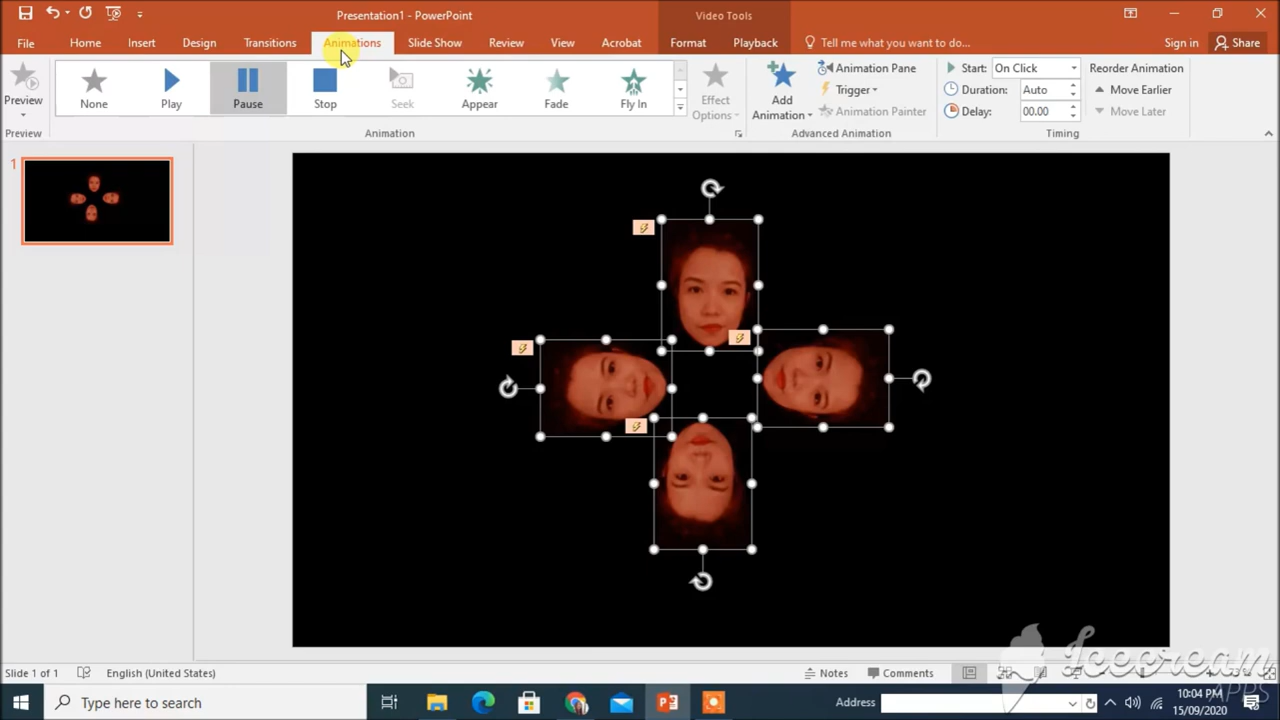 Presentation1 - PowerPoint
Video Tools
File
Home
Insert
Design
Transitions
Animations
Slide Show
Review
View
Acrobat
Format
Playback
Tell me what you want to do...
Sign in
Share
Preview
None
Play
Pause
Stop
Seek
Appear
Fade
Fly In
Effect
Options
Add
Animation
Animation Pane
Trigger
Animation Painter
Start: On Click
Duration: Auto
Delay: 00.00
Reorder Animation
Move Earlier
Move Later
Preview
Animation
Advanced Animation
Timing
1
Slide 1 of 1
English (United States)
Notes
Comments
Icecream
APPS
Type here to search
Address
10:04 PM
15/09/2020